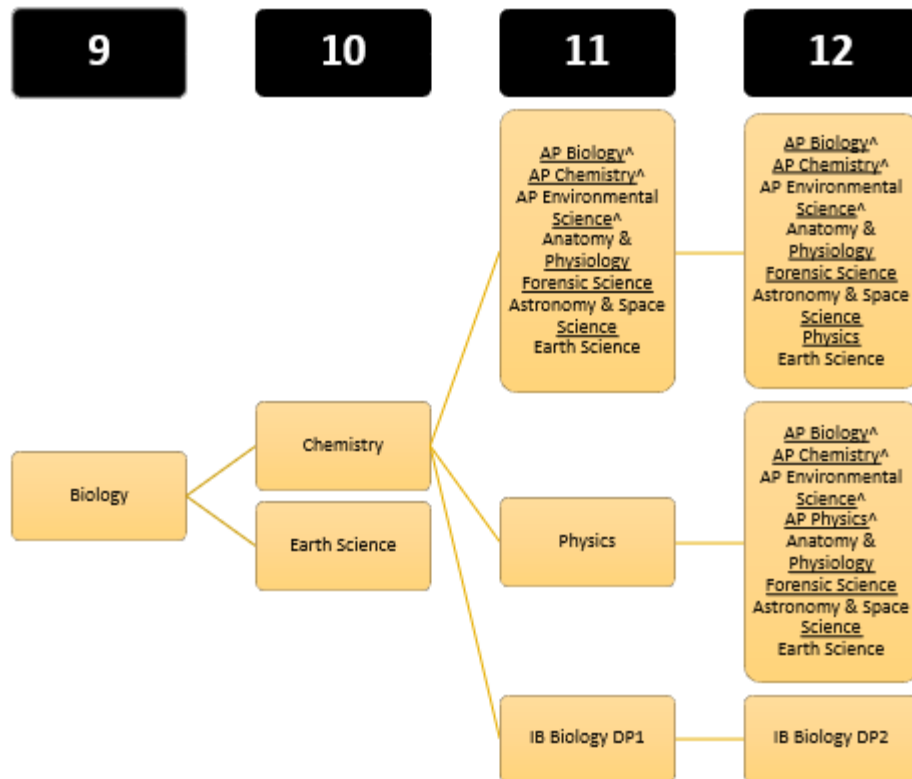 9
10
11
12
Biology
Chemistry
Earth Science
AP Biology^
AP Chemistry^
AP Environmental
Science^
Anatomy &
Physiology
Forensic Science
Astronomy & Space
Science
Earth Science
Physics
IB Biology DP1
AP Biology^
AP Chemistry^
AP Environmental
Science^
Anatomy &
Physiology
Forensic Science
Astronomy & Space
Science
Physics
Earth Science
AP Biology^
AP Chemistry^
AP Environmental
Science^
AP Physics^
Anatomy &
Physiology
Forensic Science
Astronomy & Space
Science
Earth Science
IB Biology DP2